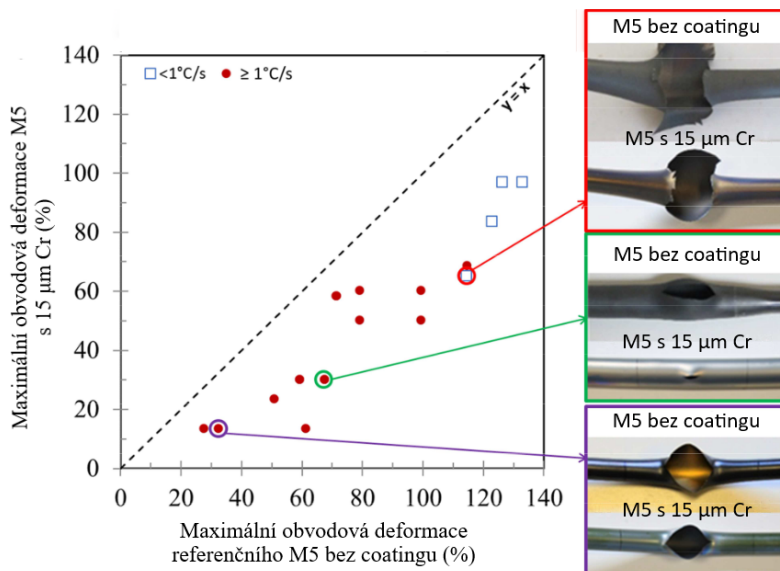 Maximální obvodová deformace M5
s 15 µm Cr (%)
140
120
100
80
60
40
20
0
<1°C/s
≥ 1°C/s
y = x
0 20 40 60 80 100 120 140
Maximální obvodová deformace
referenčního M5 bez coatingu (%)
M5 bez coatingu
M5 s 15 µm Cr
M5 bez coatingu
M5 s 15 µm Cr
M5 bez coatingu
M5 s 15 µm Cr